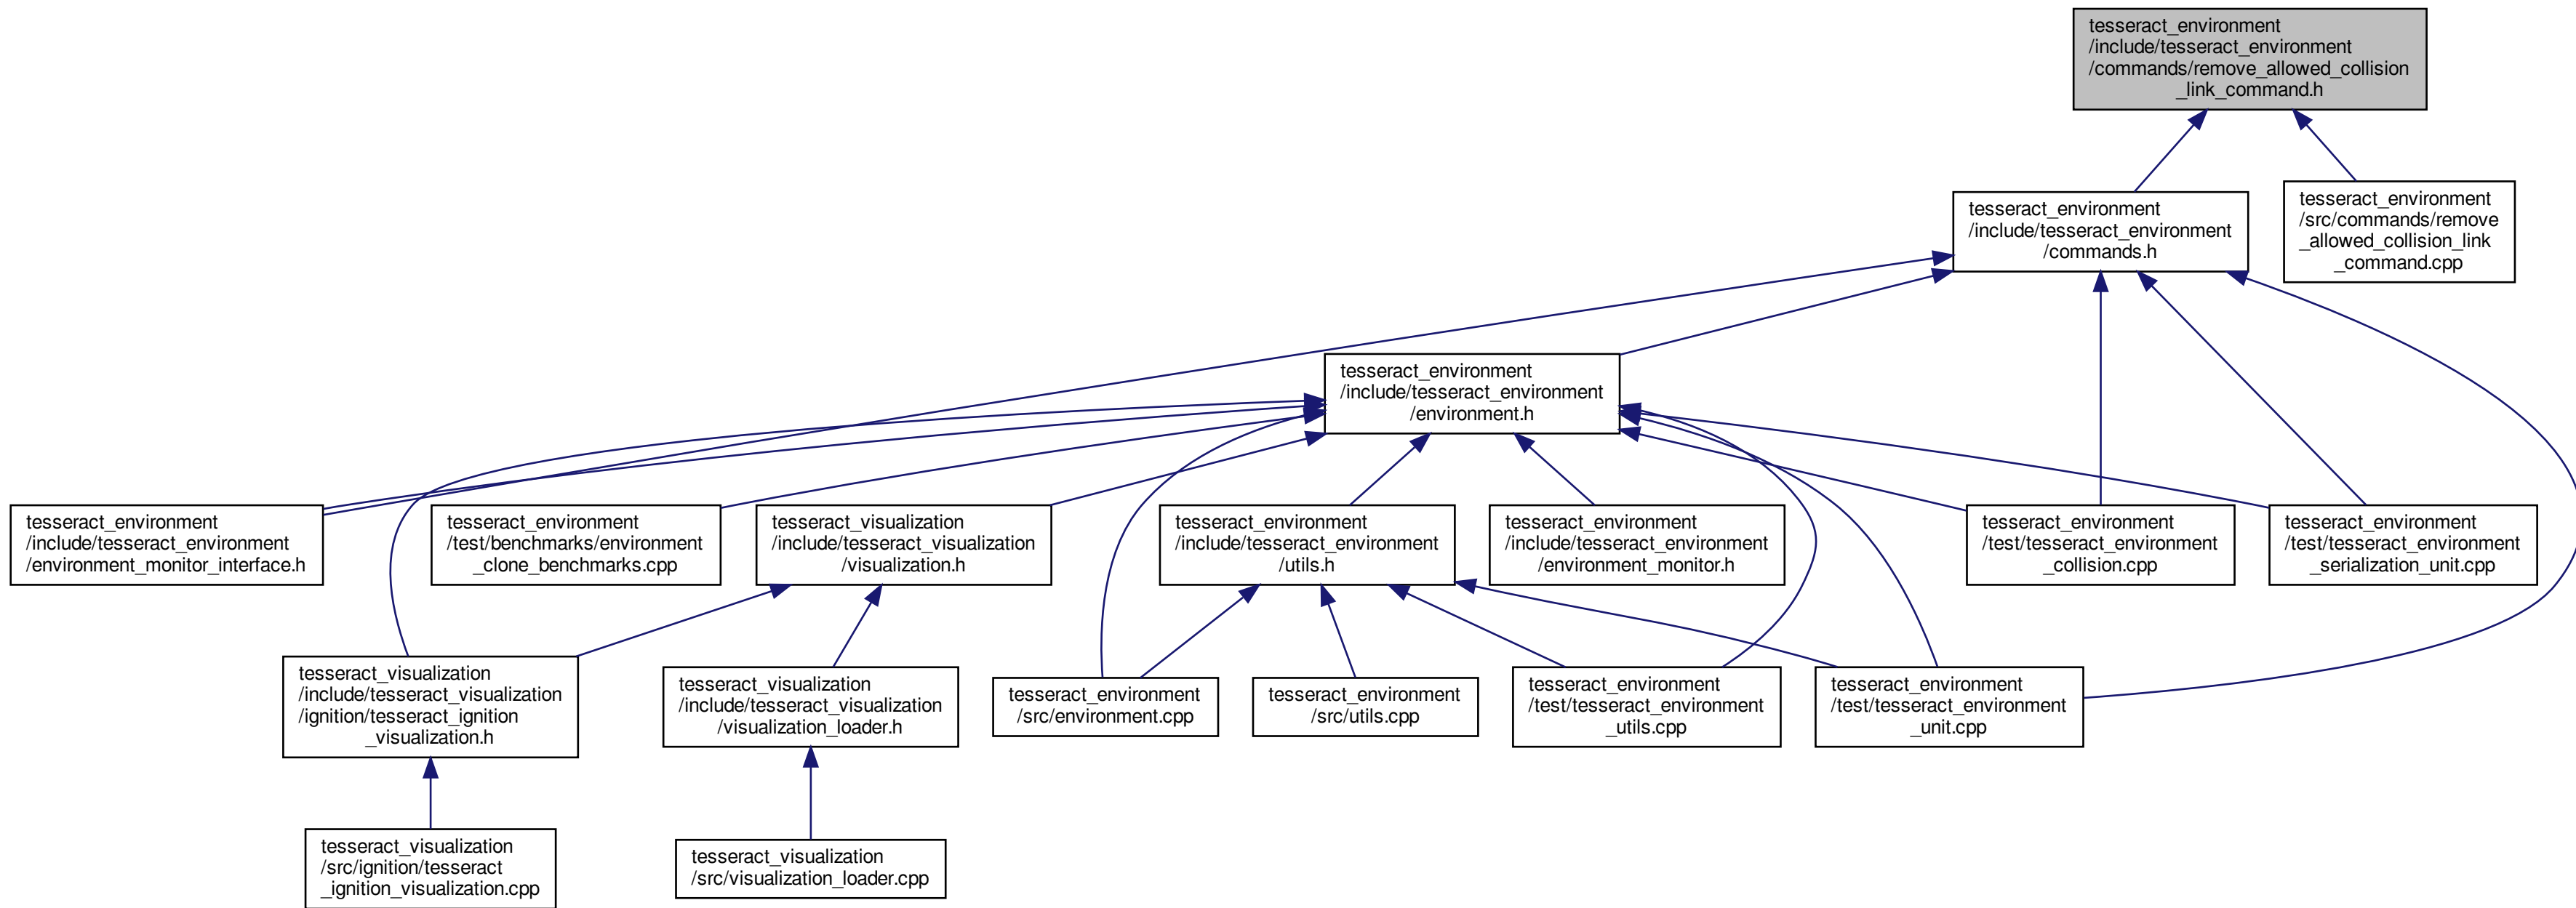 tesseract_environment
/include/tesseract_environment
/commands/remove_allowed_collision
_link_command.h
tesseract_environment
/include/tesseract_environment
/commands.h
tesseract_environment
/src/commands/remove
_allowed_collision_link
_command.cpp
tesseract_environment
/include/tesseract_environment
/environment.h
tesseract_environment
/include/tesseract_environment
/environment_monitor_interface.h
tesseract_environment
/test/benchmarks/environment
_clone_benchmarks.cpp
tesseract_visualization
/include/tesseract_visualization
/visualization.h
tesseract_environment
/include/tesseract_environment
/utils.h
tesseract_environment
/include/tesseract_environment
/environment_monitor.h
tesseract_environment
/test/tesseract_environment
_collision.cpp
tesseract_environment
/test/tesseract_environment
_serialization_unit.cpp
tesseract_visualization
/include/tesseract_visualization
/ignition/tesseract_ignition
_visualization.h
tesseract_visualization
/include/tesseract_visualization
/visualization_loader.h
tesseract_environment
/src/environment.cpp
tesseract_environment
/src/utils.cpp
tesseract_environment
/test/tesseract_environment
_utils.cpp
tesseract_environment
/test/tesseract_environment
_unit.cpp
tesseract_visualization
/src/ignition/tesseract
_ignition_visualization.cpp
tesseract_visualization
/src/visualization_loader.cpp